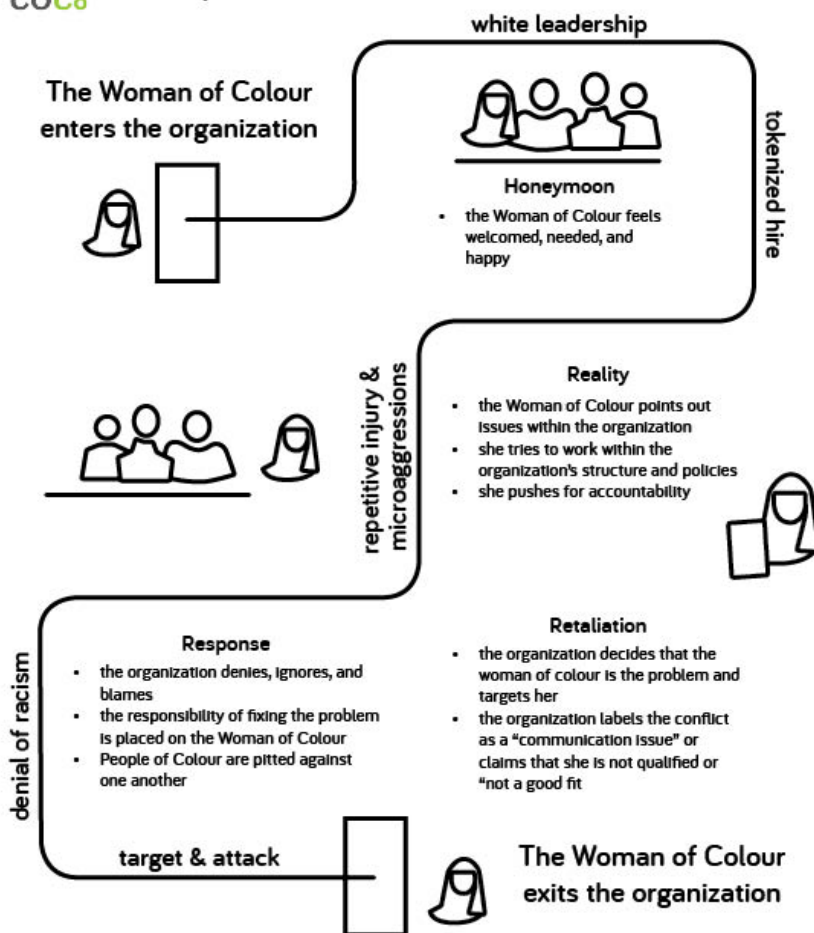 COCo
white leadership
The Woman of Colour
enters the organization
tokenized hire
Honeymoon
• the Woman of Colour feels
welcomed, needed, and
happy
repetitive injury &
microaggressions
Reality
• the Woman of Colour points out
issues within the organization
• she tries to work within the
organization's structure and policies
• she pushes for accountability
denial of racism
Response
• the organization denies, ignores, and
blames
• the responsibility of fixing the problem
is placed on the Woman of Colour
• People of Colour are pitted against
one another
Retaliation
• the organization decides that the
woman of colour is the problem and
targets her
• the organization labels the conflict
as a “communication issue” or
claims that she is not qualified or
“not a good fit
target & attack
The Woman of Colour
exits the organization